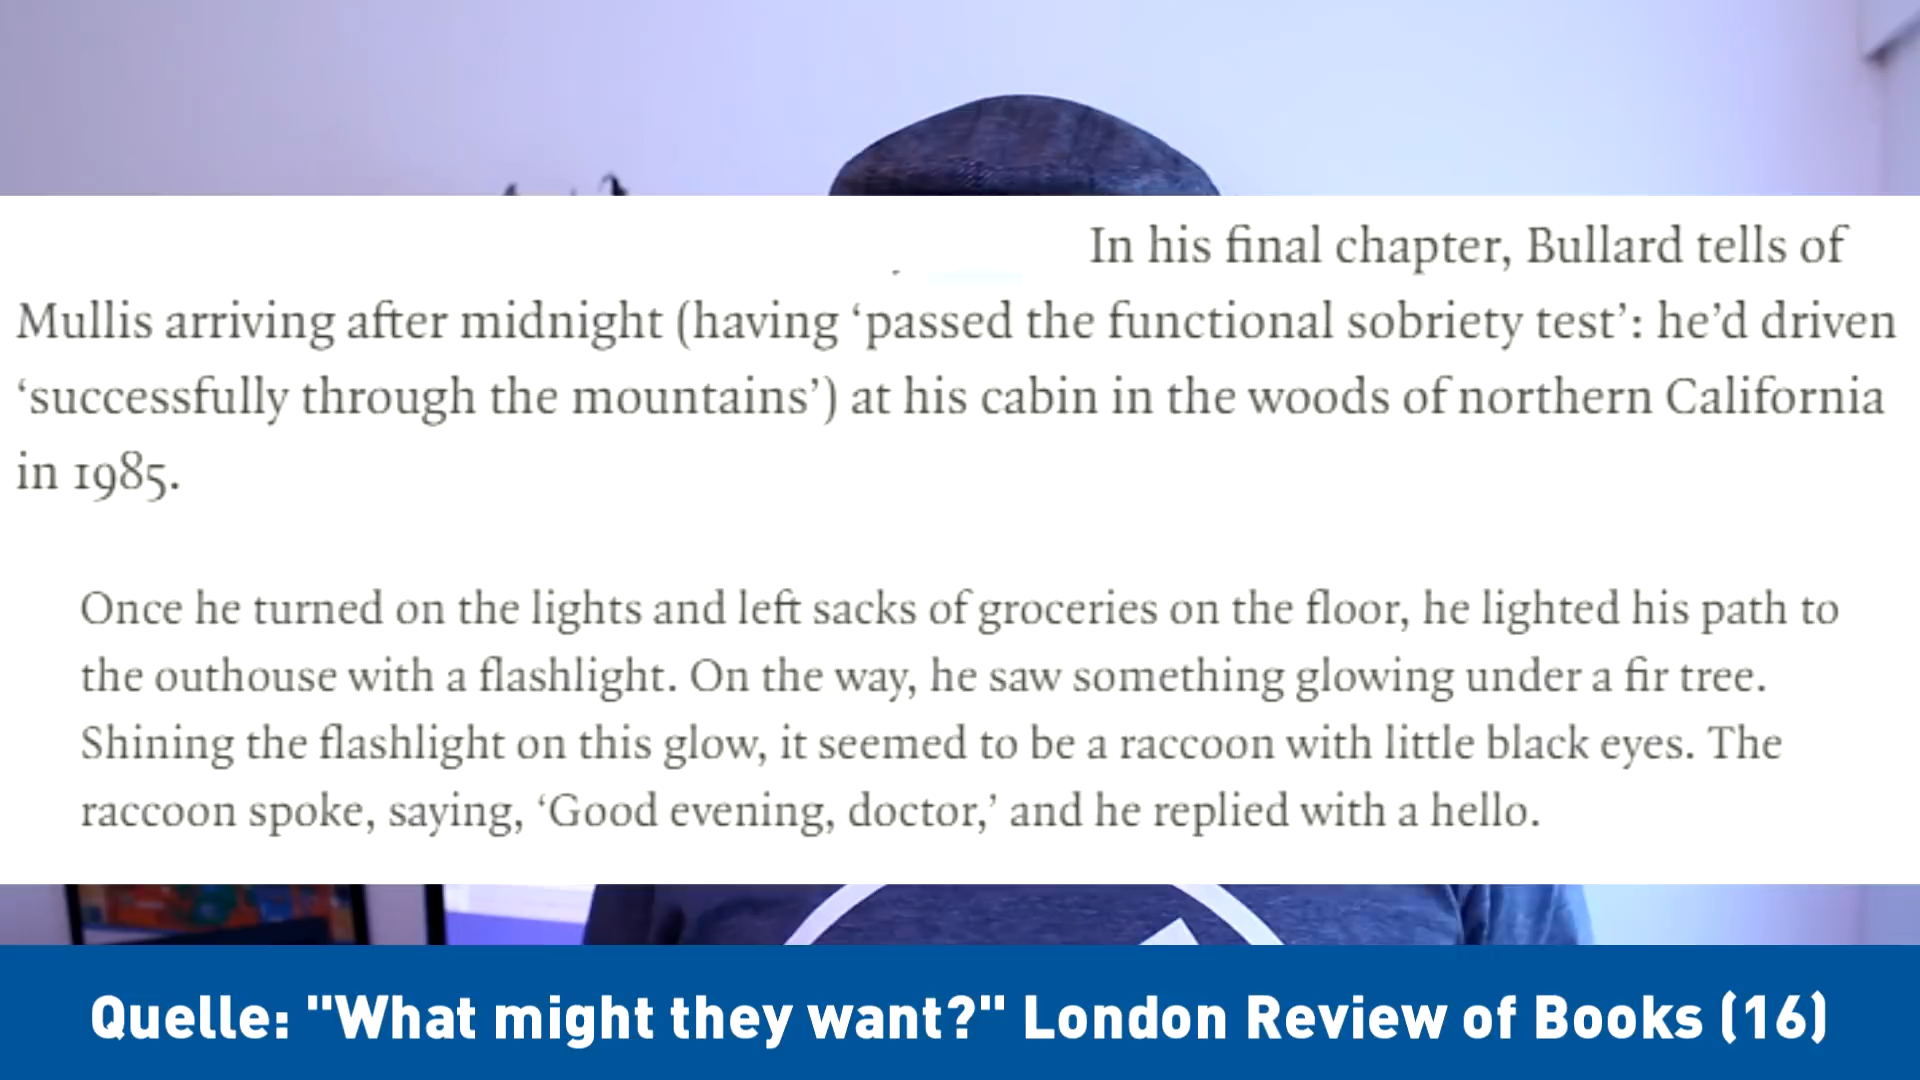 In his final chapter, Bullard tells of
Mullis arriving after midnight (having ‘passed the functional sobriety test’: he’d driven
‘successfully through the mountains’) at his cabin in the woods of northern California
in 1985.
Once he turned on the lights and left sacks of groceries on the floor, he lighted his path to
the outhouse with a flashlight. On the way, he saw something glowing under a fir tree.
Shining the flashlight on this glow, it seemed to be a raccoon with little black eyes. The
raccoon spoke, saying, ‘Good evening, doctor,’ and he replied with a hello.
Quelle: "What might they want?" London Review of Books (16)